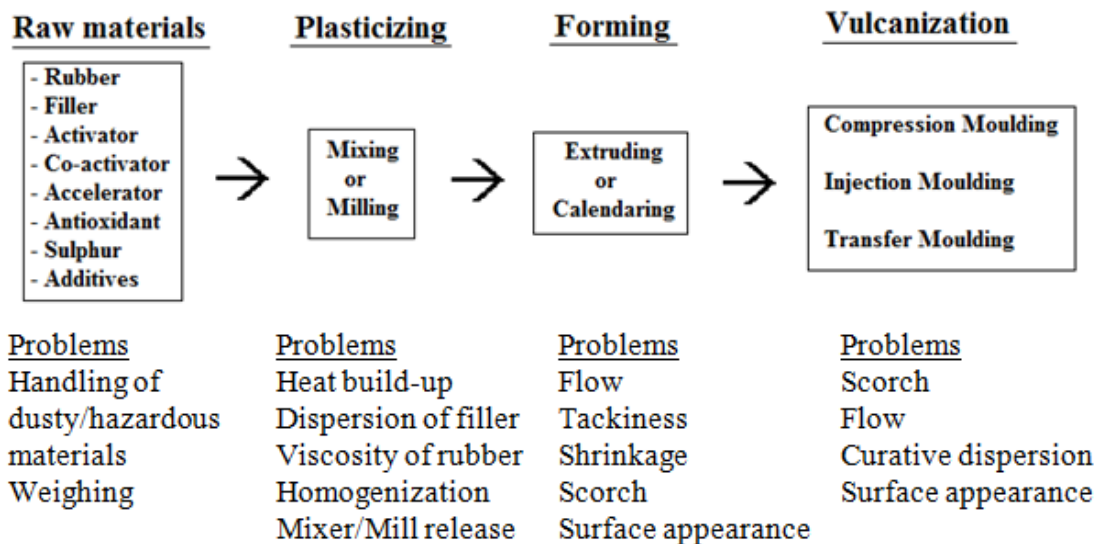 Raw materials
- Rubber
- Filler
- Activator
- Co-activator
- Accelerator
- Antioxidant
- Sulphur
- Additives
Plasticizing
Mixing
or
Milling
Forming
Extruding
or
Calendaring
Vulcanization
Compression Moulding
Injection Moulding
Transfer Moulding
Problems
Handling of
dusty/hazardous
materials
Weighing
Problems
Heat build-up
Dispersion of filler
Viscosity of rubber
Homogenization
Mixer/Mill release
Problems
Flow
Tackiness
Shrinkage
Scorch
Surface appearance
Problems
Scorch
Flow
Curative dispersion
Surface appearance